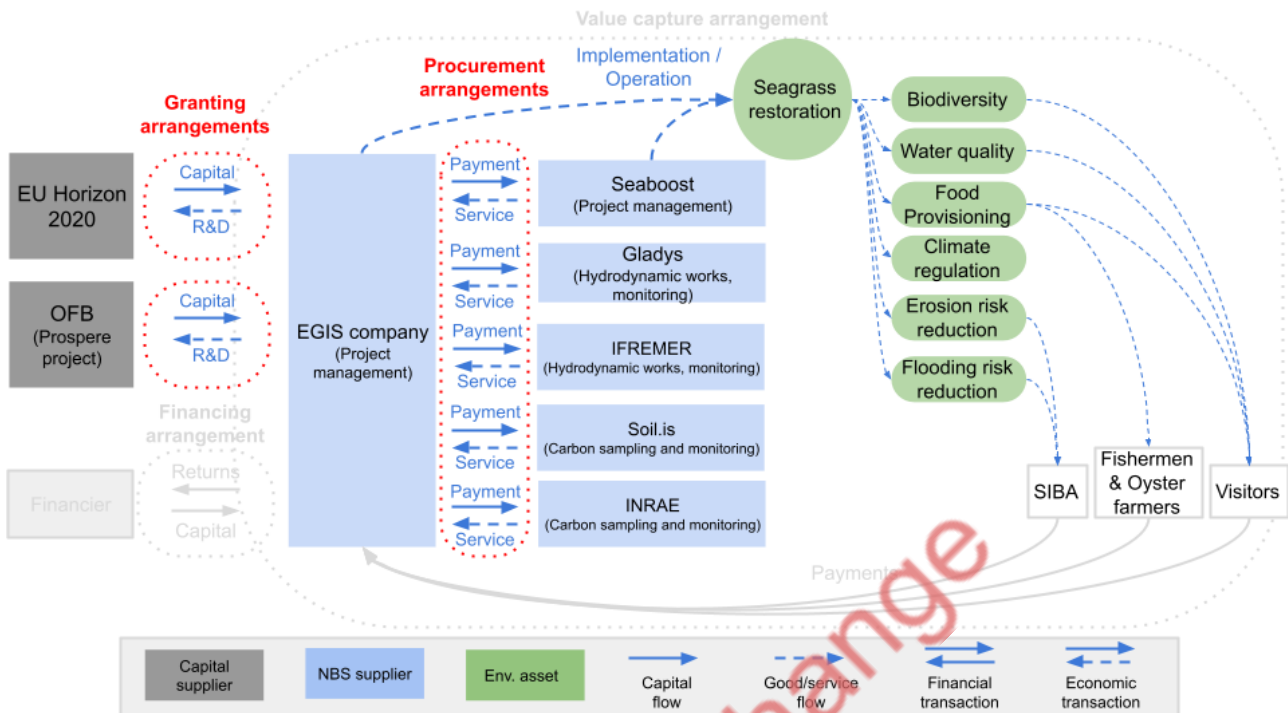 Value capture arrangement
Implementation /
Operation
Procurement
arrangements
Granting
arrangements
Seagrass
restoration
EU Horizon
2020
Capital
R&D
OFB
(Prospere
project)
Capital
R&D
Financing
arrangement
Financier
Returns
Capital
EGIS company
(Project
management)
Payment
Service
Payment
Service
Payment
Service
Payment
Service
Payment
Service
Seaboost
(Project management)
Gladys
(Hydrodynamic works,
monitoring)
IFREMER
(Hydrodynamic works, monitoring)
Soil.is
(Carbon sampling and monitoring)
INRAE
(Carbon sampling and monitoring)
Biodiversity
Water quality
Food
Provisioning
Climate
regulation
Erosion risk
reduction
Flooding risk
reduction
SIBA
Fishermen
& Oyster
farmers
Visitors
Payments
Capital
supplier
NBS supplier
Env. asset
Capital
flow
Good/service
flow
Financial
transaction
Economic
transaction